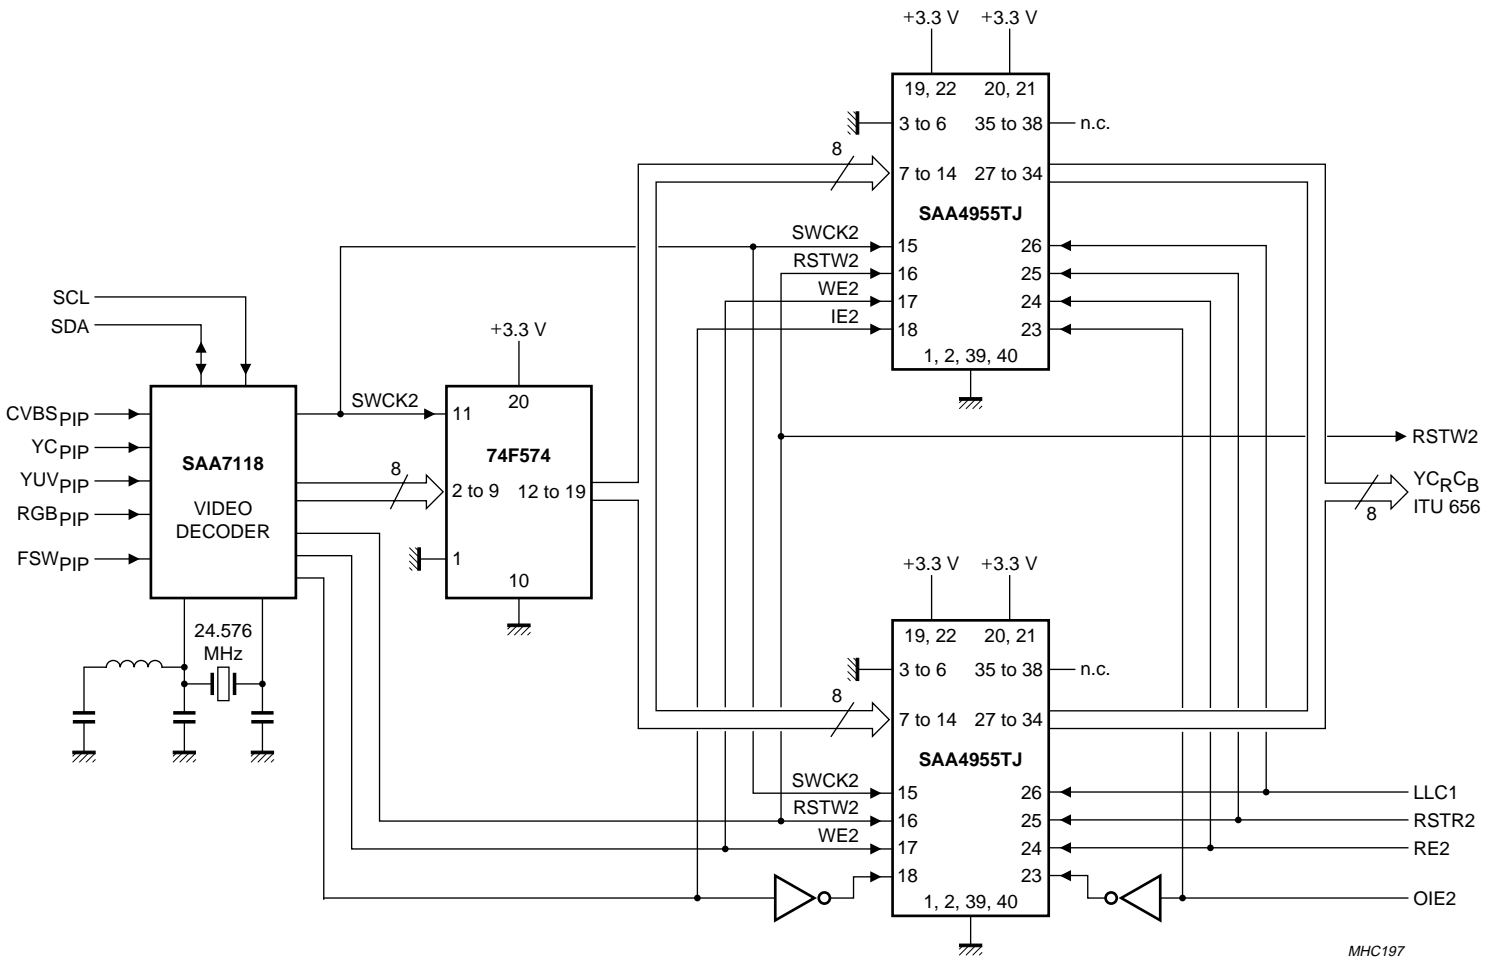 +3.3 V
+3.3 V
19, 22
20, 21
3 to 6
35 to 38
n.c.
8
7 to 14
27 to 34
SAA4955TJ
SWCK2
15
26
RSTW2
16
25
WE2
17
24
IE2
18
23
1, 2, 39, 40
SCL
SDA
+3.3 V
CVBSPIP
YCPIP
YUVPIP
RGBPIP
FSWPIP
SAA7118
VIDEO
DECODER
24.576
MHz
SWCK2
11
20
74F574
8
2 to 9
12 to 19
1
10
RSTW2
YCRCB
ITU 656
8
+3.3 V
+3.3 V
19, 22
20, 21
3 to 6
35 to 38
n.c.
8
7 to 14
27 to 34
SAA4955TJ
SWCK2
15
26
LLC1
RSTW2
16
25
RSTR2
WE2
17
24
RE2
18
23
1, 2, 39, 40
OIE2
MHC197